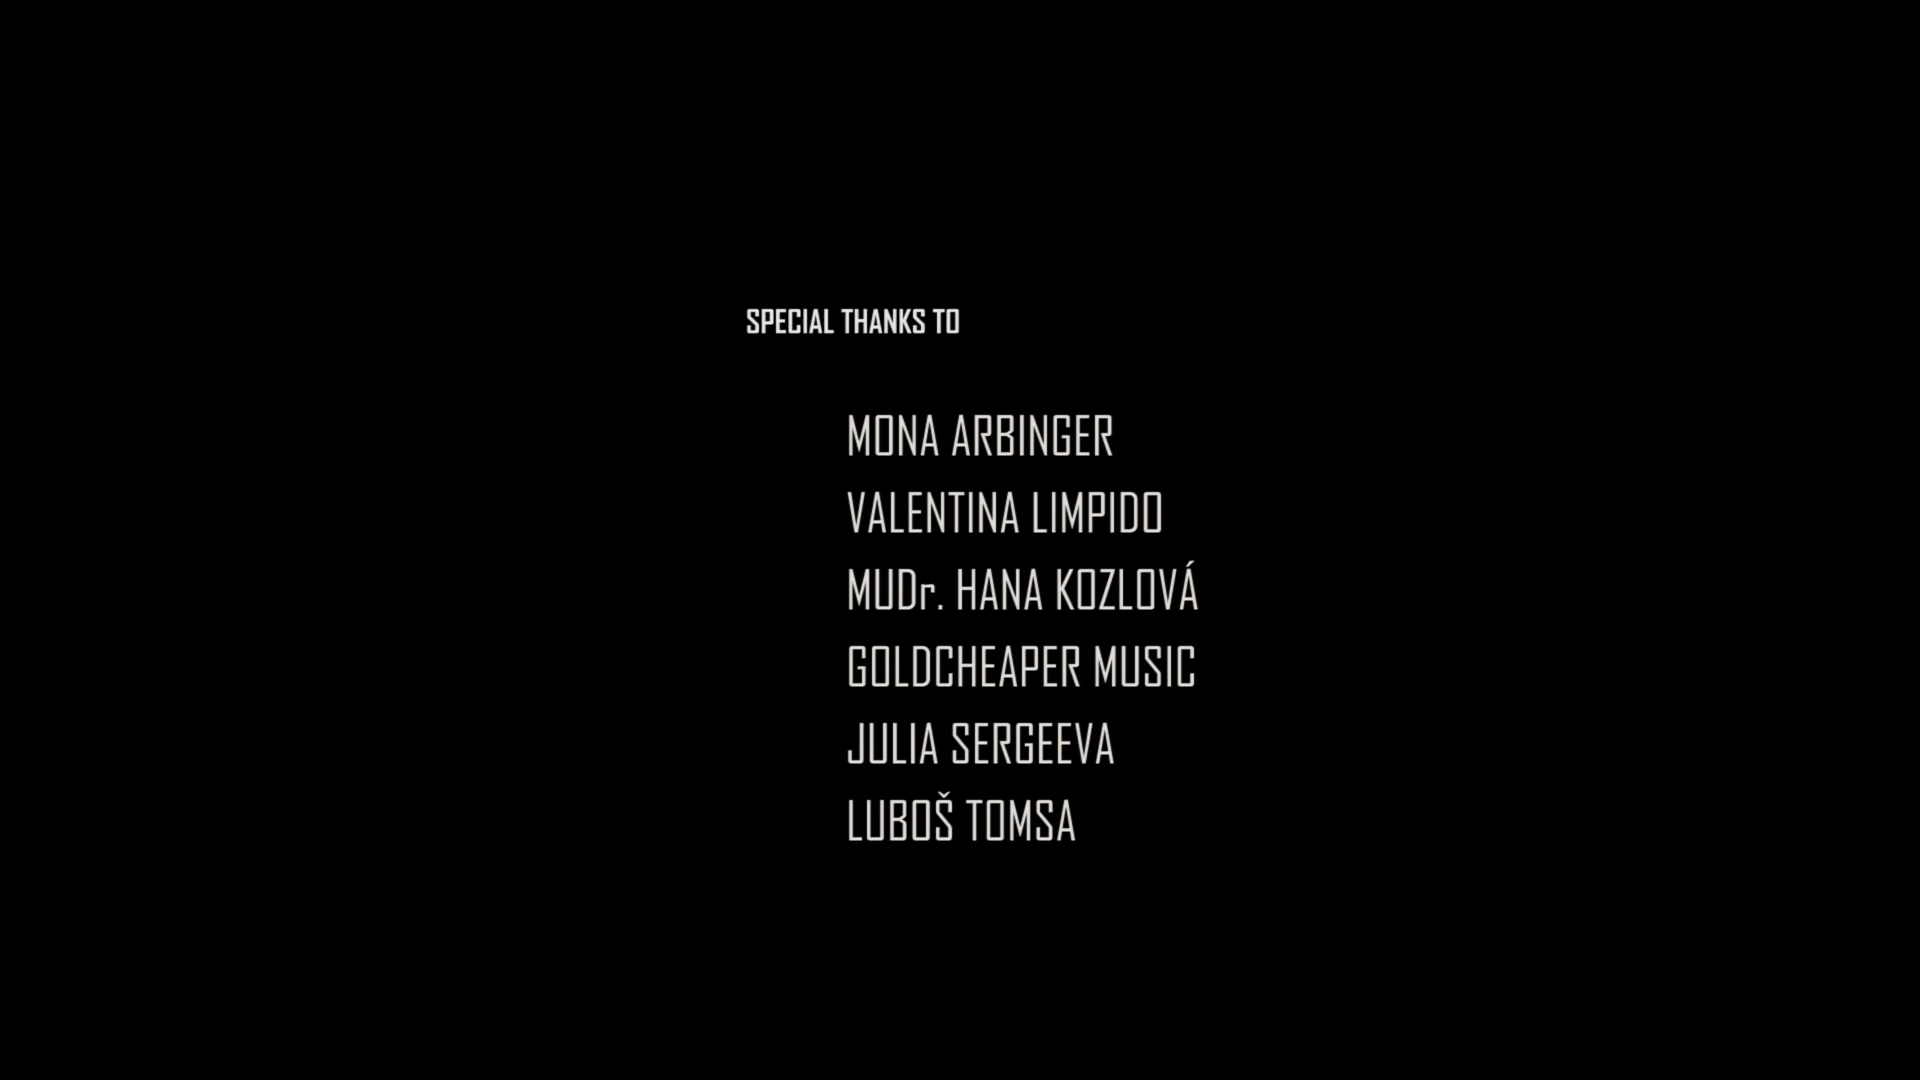 SPECIAL THANKS TO
MONA ARBINGER
VALENTINA LIMPIDO
MUDr. HANA KOZLOVÁ
GOLDCHEAPER MUSIC
JULIA SERGEEVA
LUBOŠ TOMSA